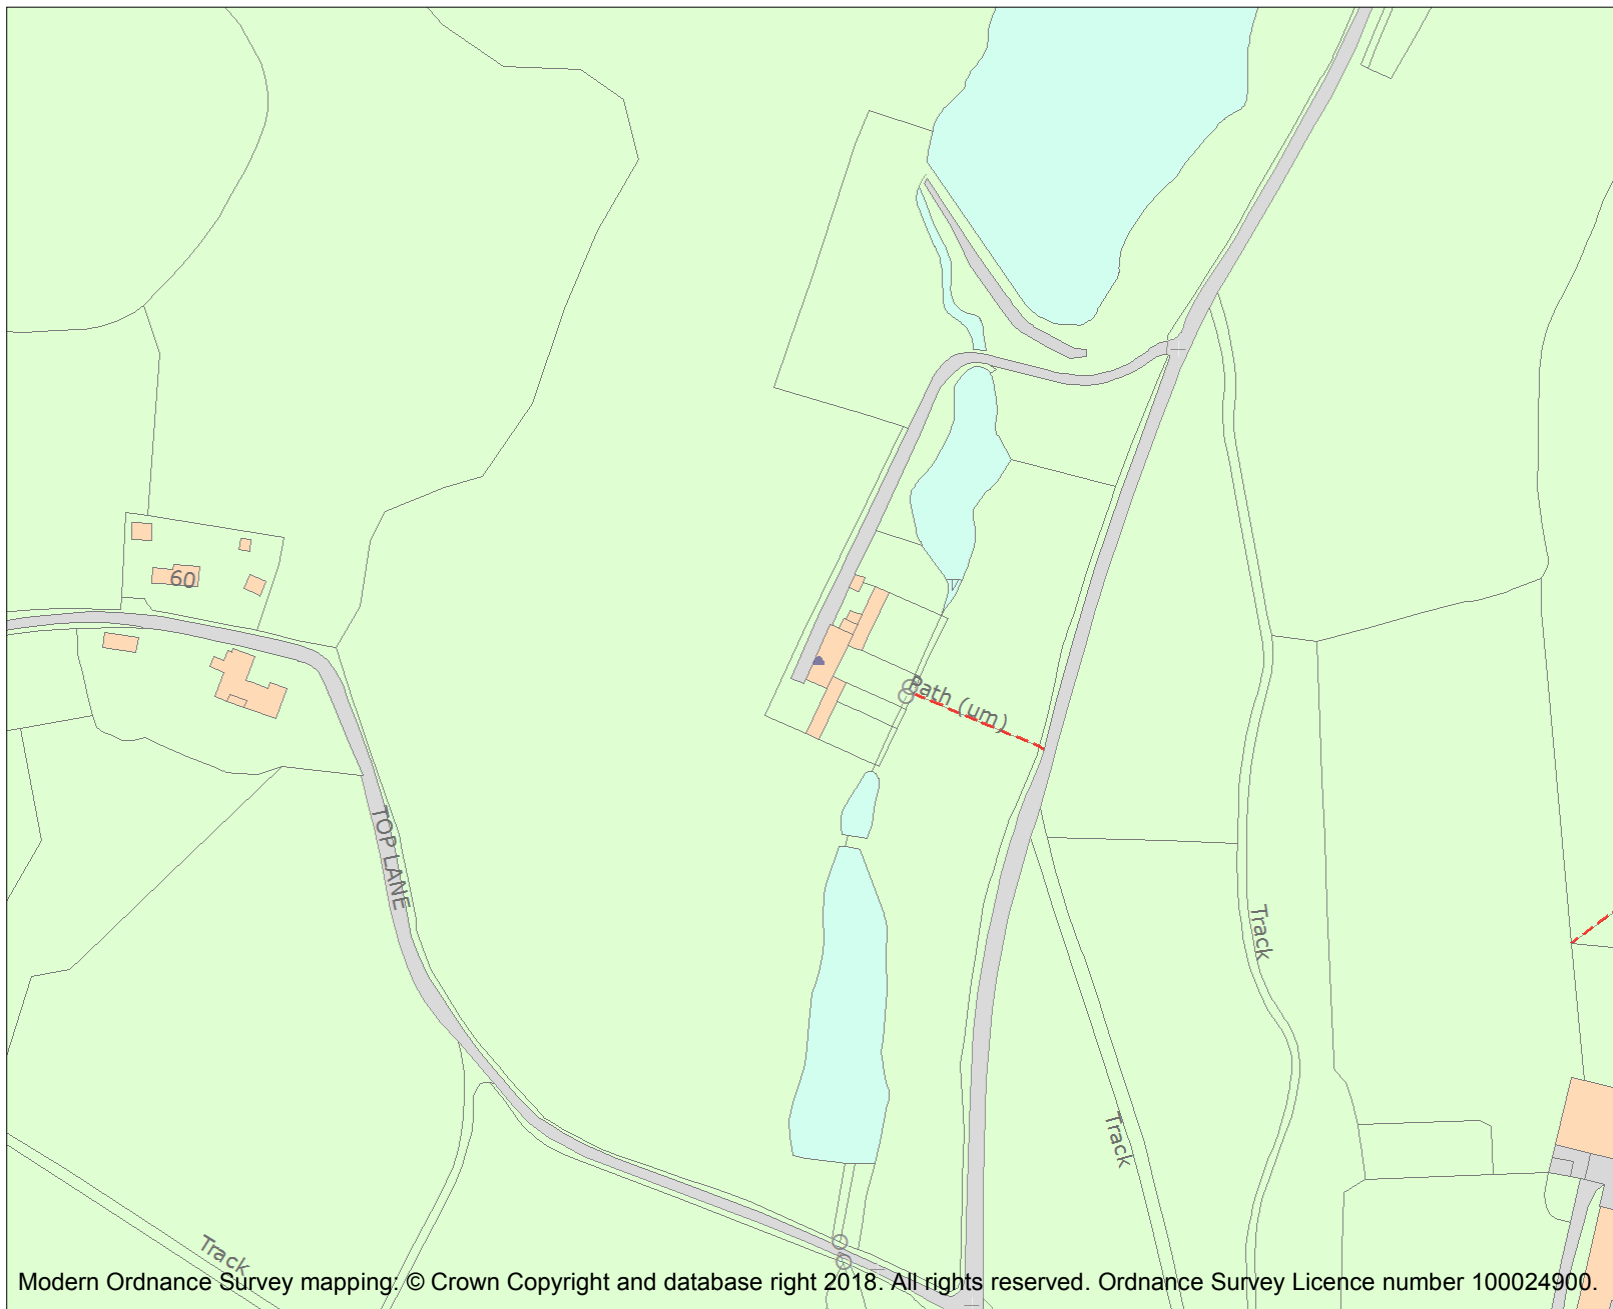 60
Path (um)
TOP LANE
Track
Track
Track
Modern Ordnance Survey mapping: © Crown Copyright and database right 2018. All rights reserved. Ordnance Survey Licence number 100024900.